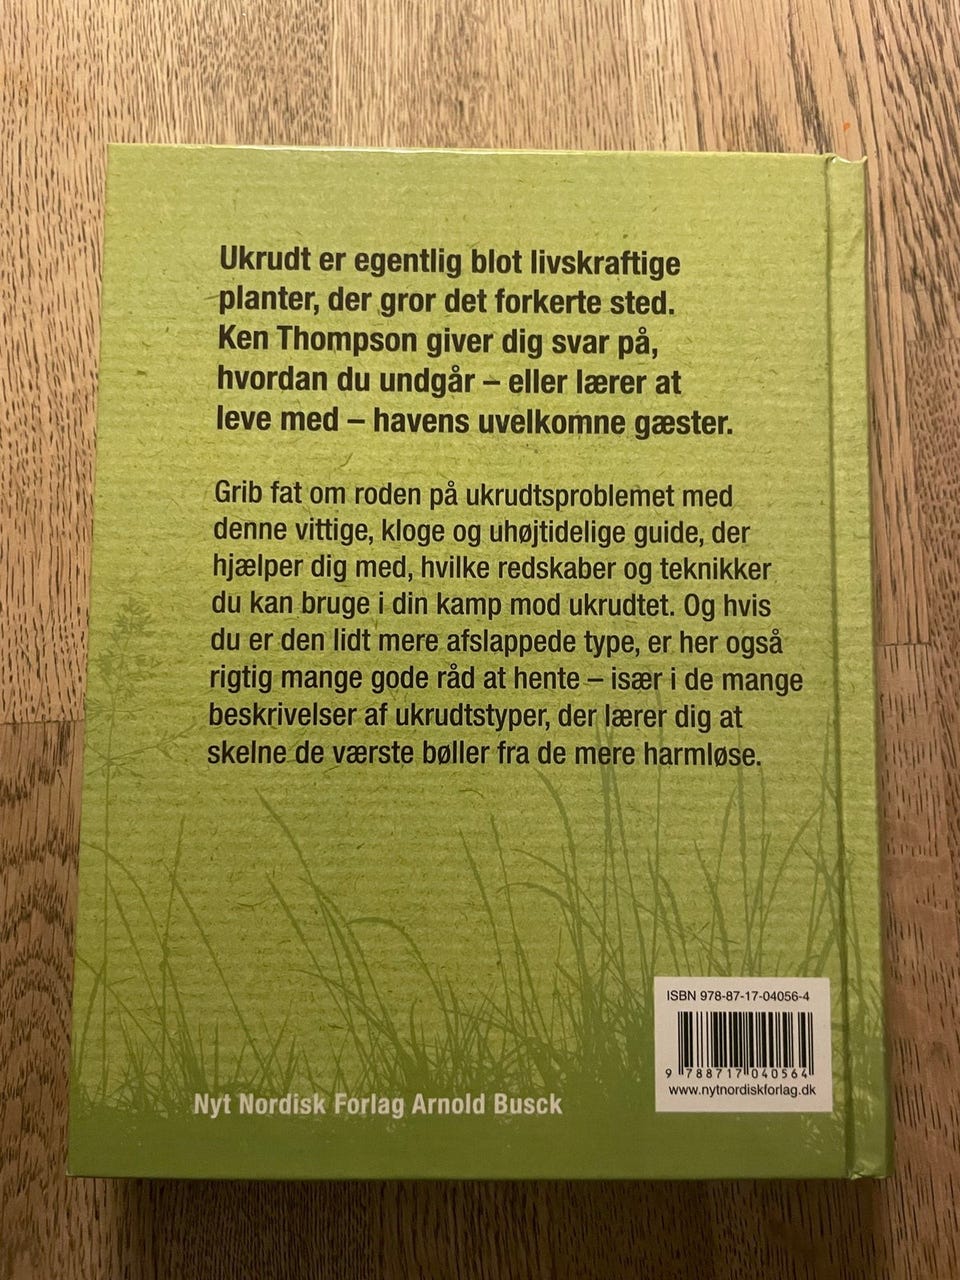 Ukrudt er egentlig blot livskraftige
planter, der gror det forkerte sted.
Ken Thompson giver dig svar på,
hvordan du undgår – eller lærer at
leve med – havens uvelkomne gæster.
Grib fat om roden på ukrudtsproblemet med
denne vittige, kloge og uhøjtidelige guide, der
hjælper dig med, hvilke redskaber og teknikker
du kan bruge i din kamp mod ukrudtet. Og hvis
du er den lidt mere afslappede type, er her også
rigtig mange gode råd at hente – især i de mange
beskrivelser af ukrudtstyper, der lærer dig at
skelne de værste bøller fra de mere harmløse.
ISBN 978-87-17-04056-4
9 788717 040564
www.nytnordiskforlag.dk
Nyt Nordisk Forlag Arnold Busck